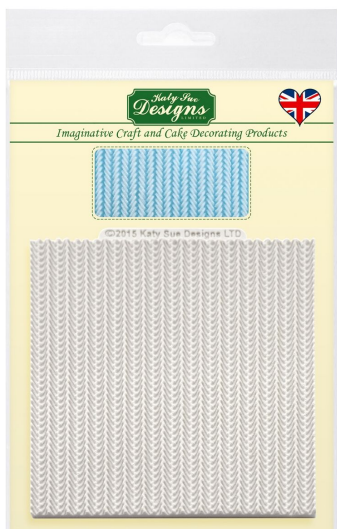 Katy Sue
Designs
LIMITED
Imaginative Craft and Cake Decorating Products
©2015 Katy Sue Designs LTD